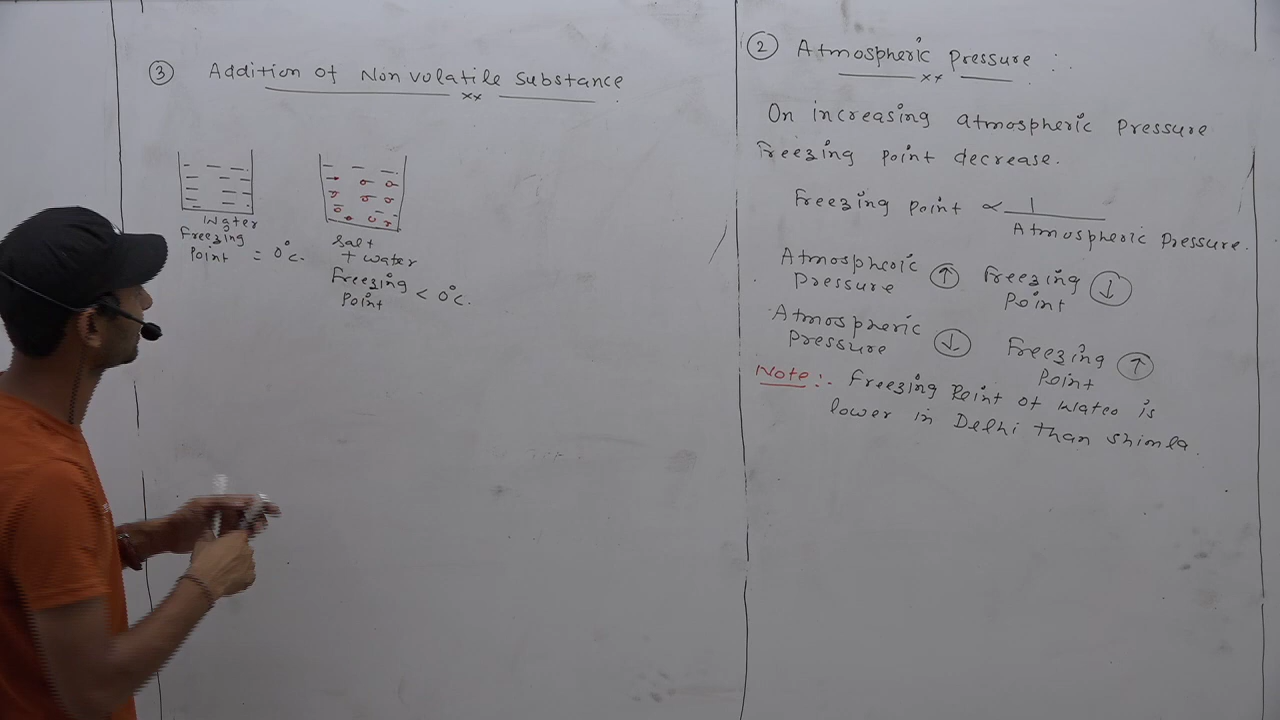 ③ Addition of Non volatile Substance
Water
Freezing
Point = 0°C.
Salt
+ water
Freezing
Point < 0°C.
② Atmospheric Pressure :.
On increasing atmospheric pressure
Freezing point decrease.
Freezing point ∝ 1
Atmospheric Pressure.
Atmospheric
pressure ↑ Freezing
Point ↓
Atmospheric
pressure ↓ Freezing
Point ↑
Note :- Freezing Point of water is
lower in Delhi than shimla.